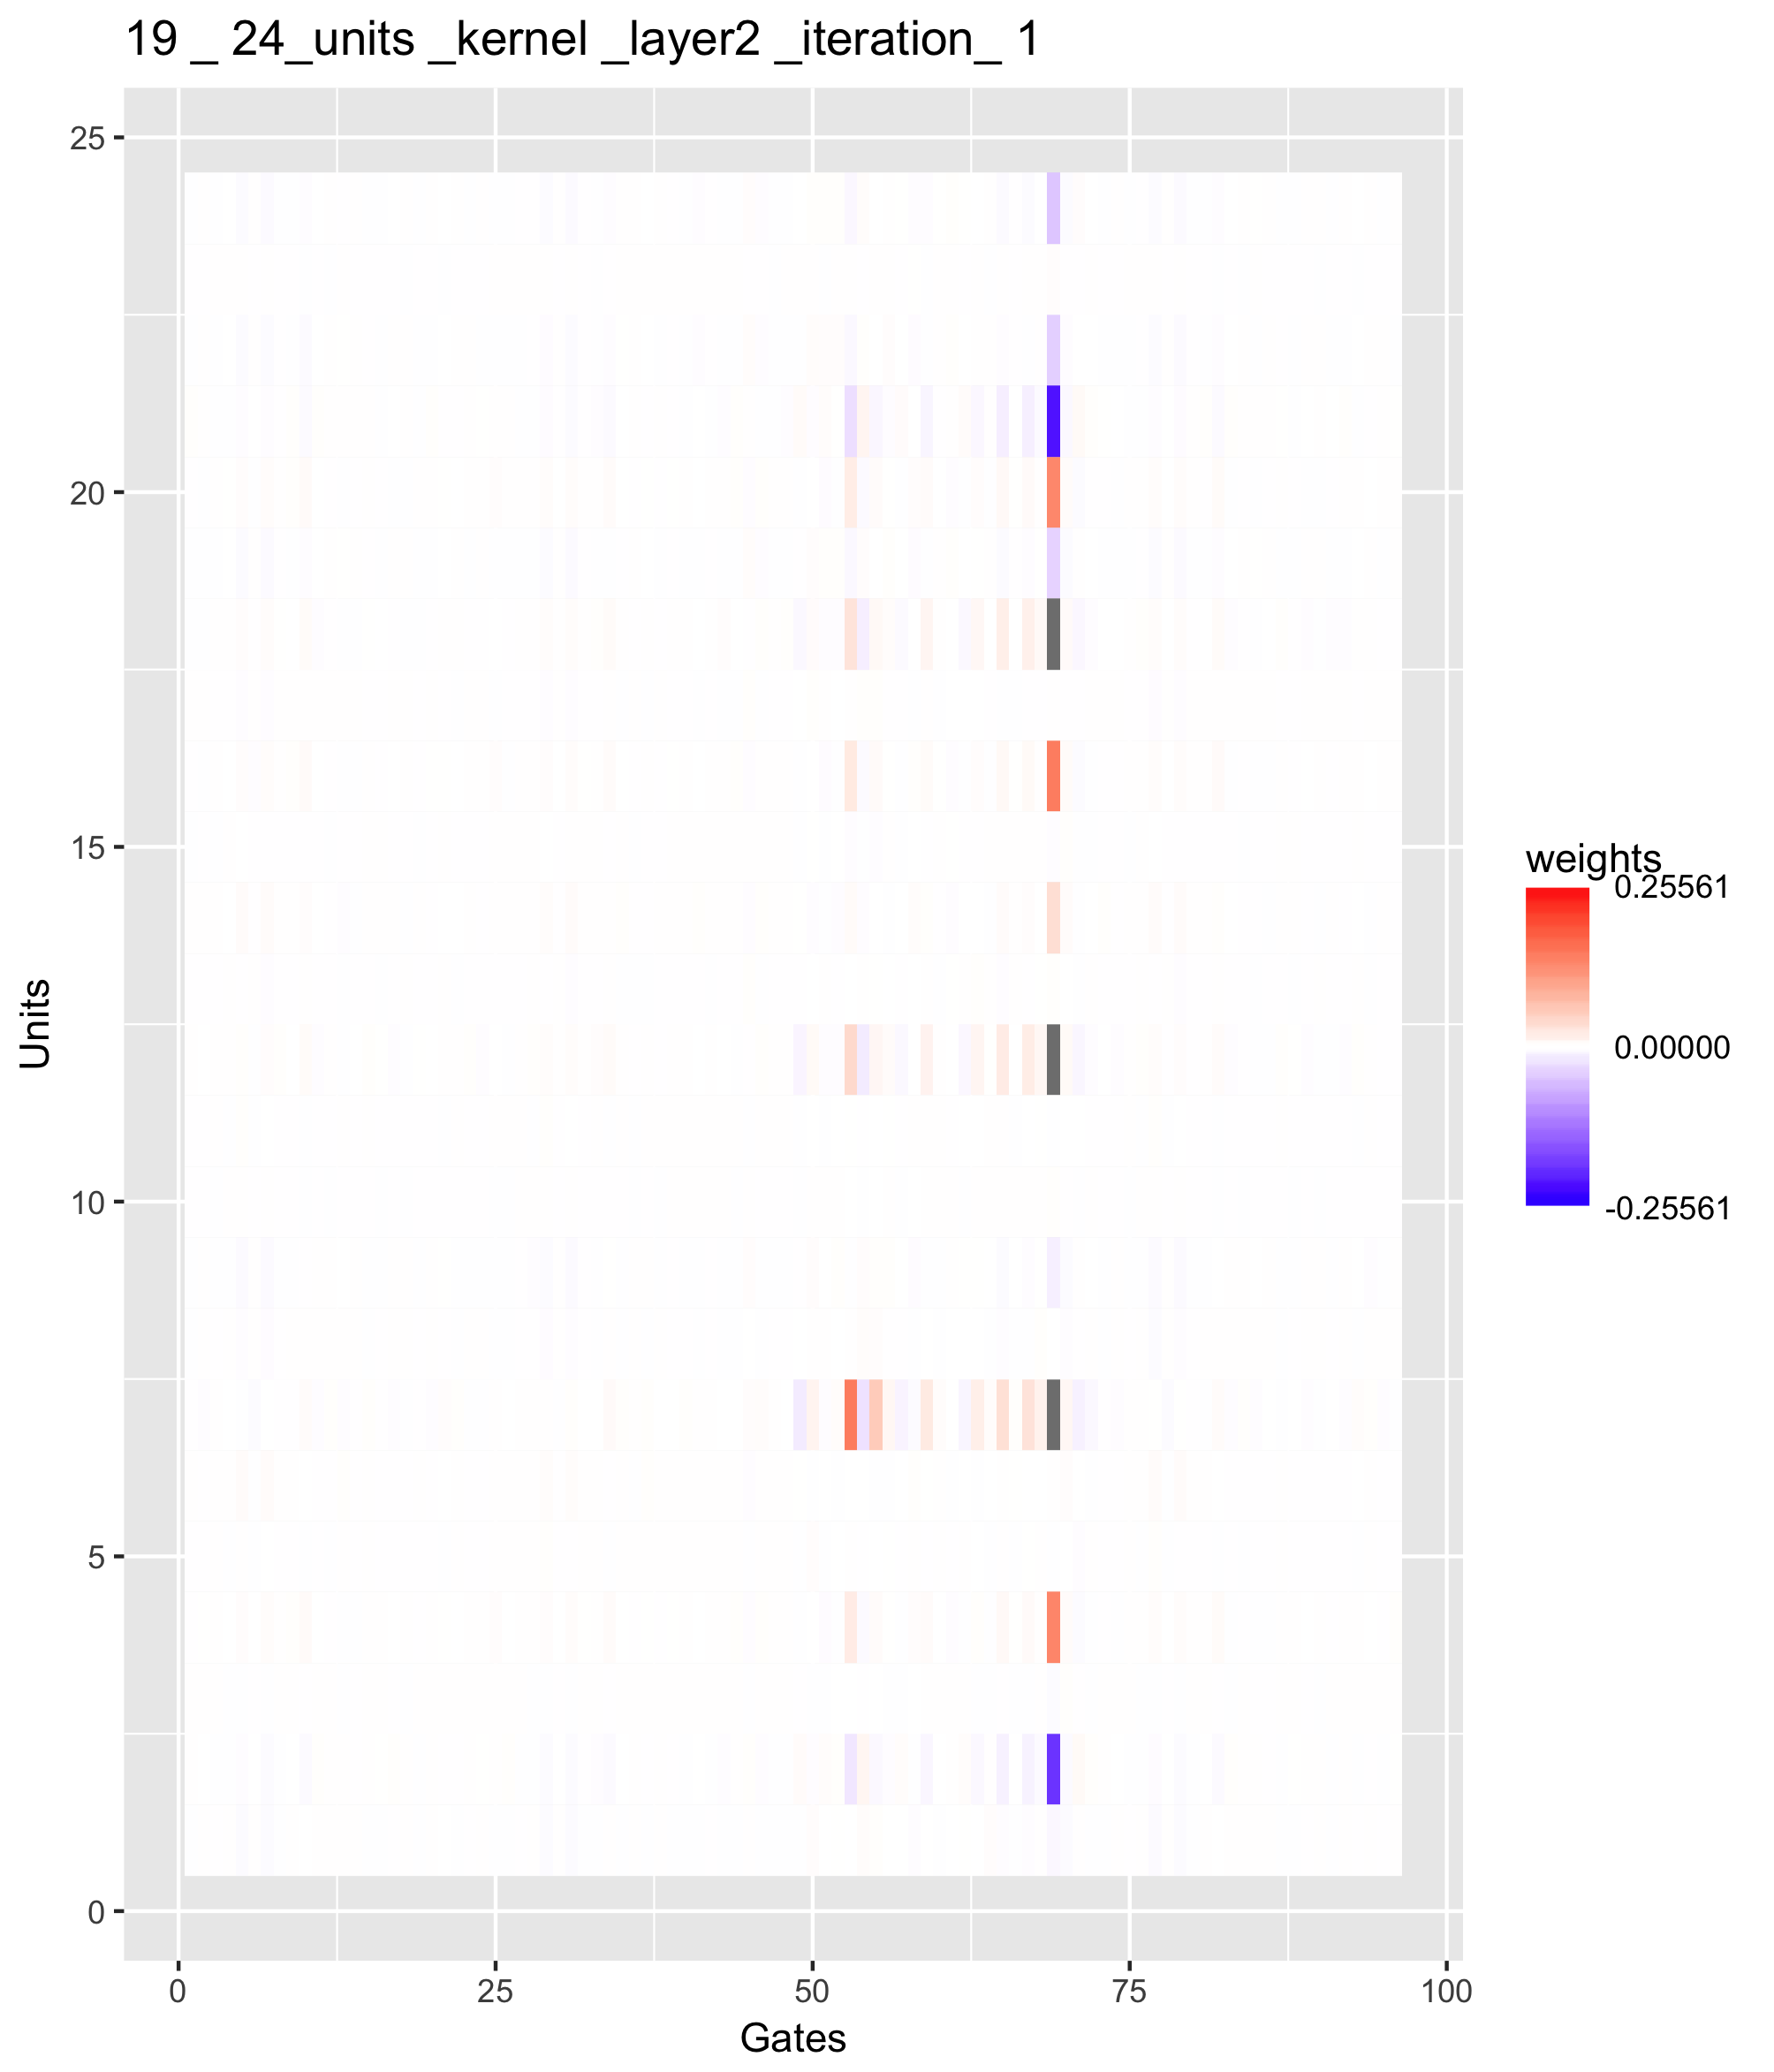 19 _ 24_units _kernel _layer2 _iteration_ 1
25
20
15
10
5
0
Units
0 25 50 75 100
Gates
weights
0.25561
0.00000
-0.25561